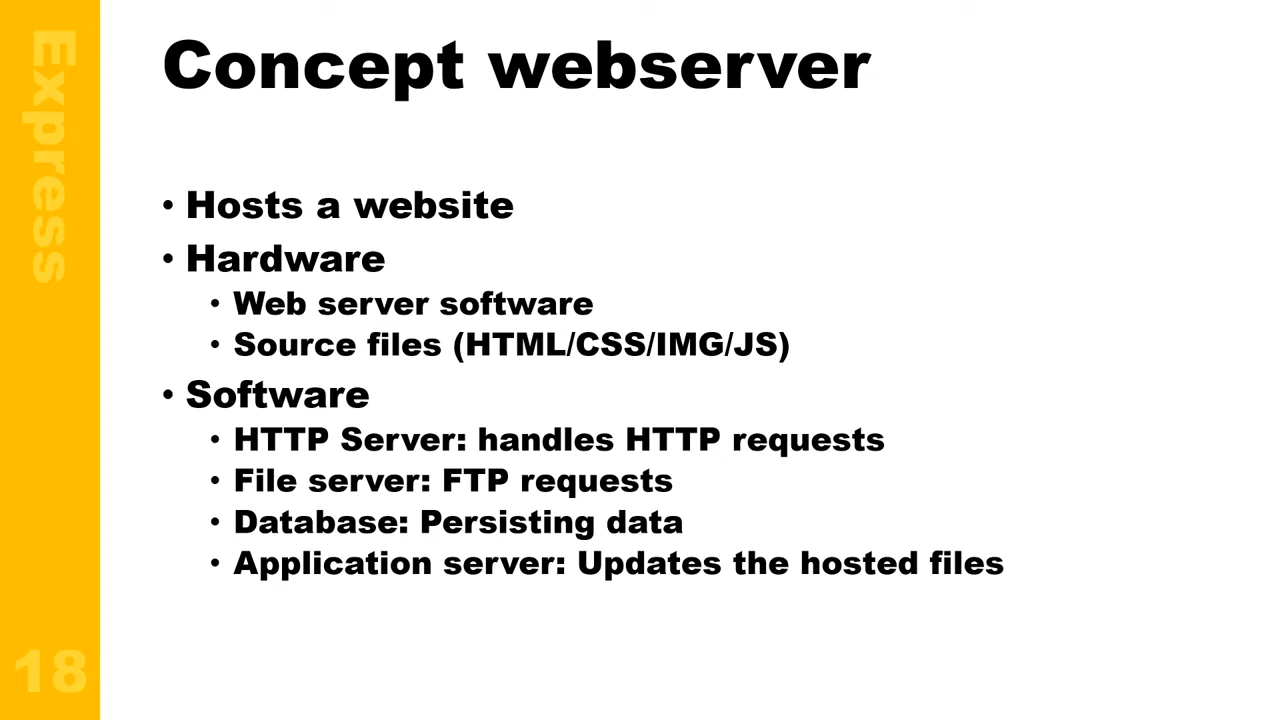 Express
Concept webserver
• Hosts a website
• Hardware
• Web server software
• Source files (HTML/CSS/IMG/JS)
• Software
• HTTP Server: handles HTTP requests
• File server: FTP requests
• Database: Persisting data
• Application server: Updates the hosted files
18